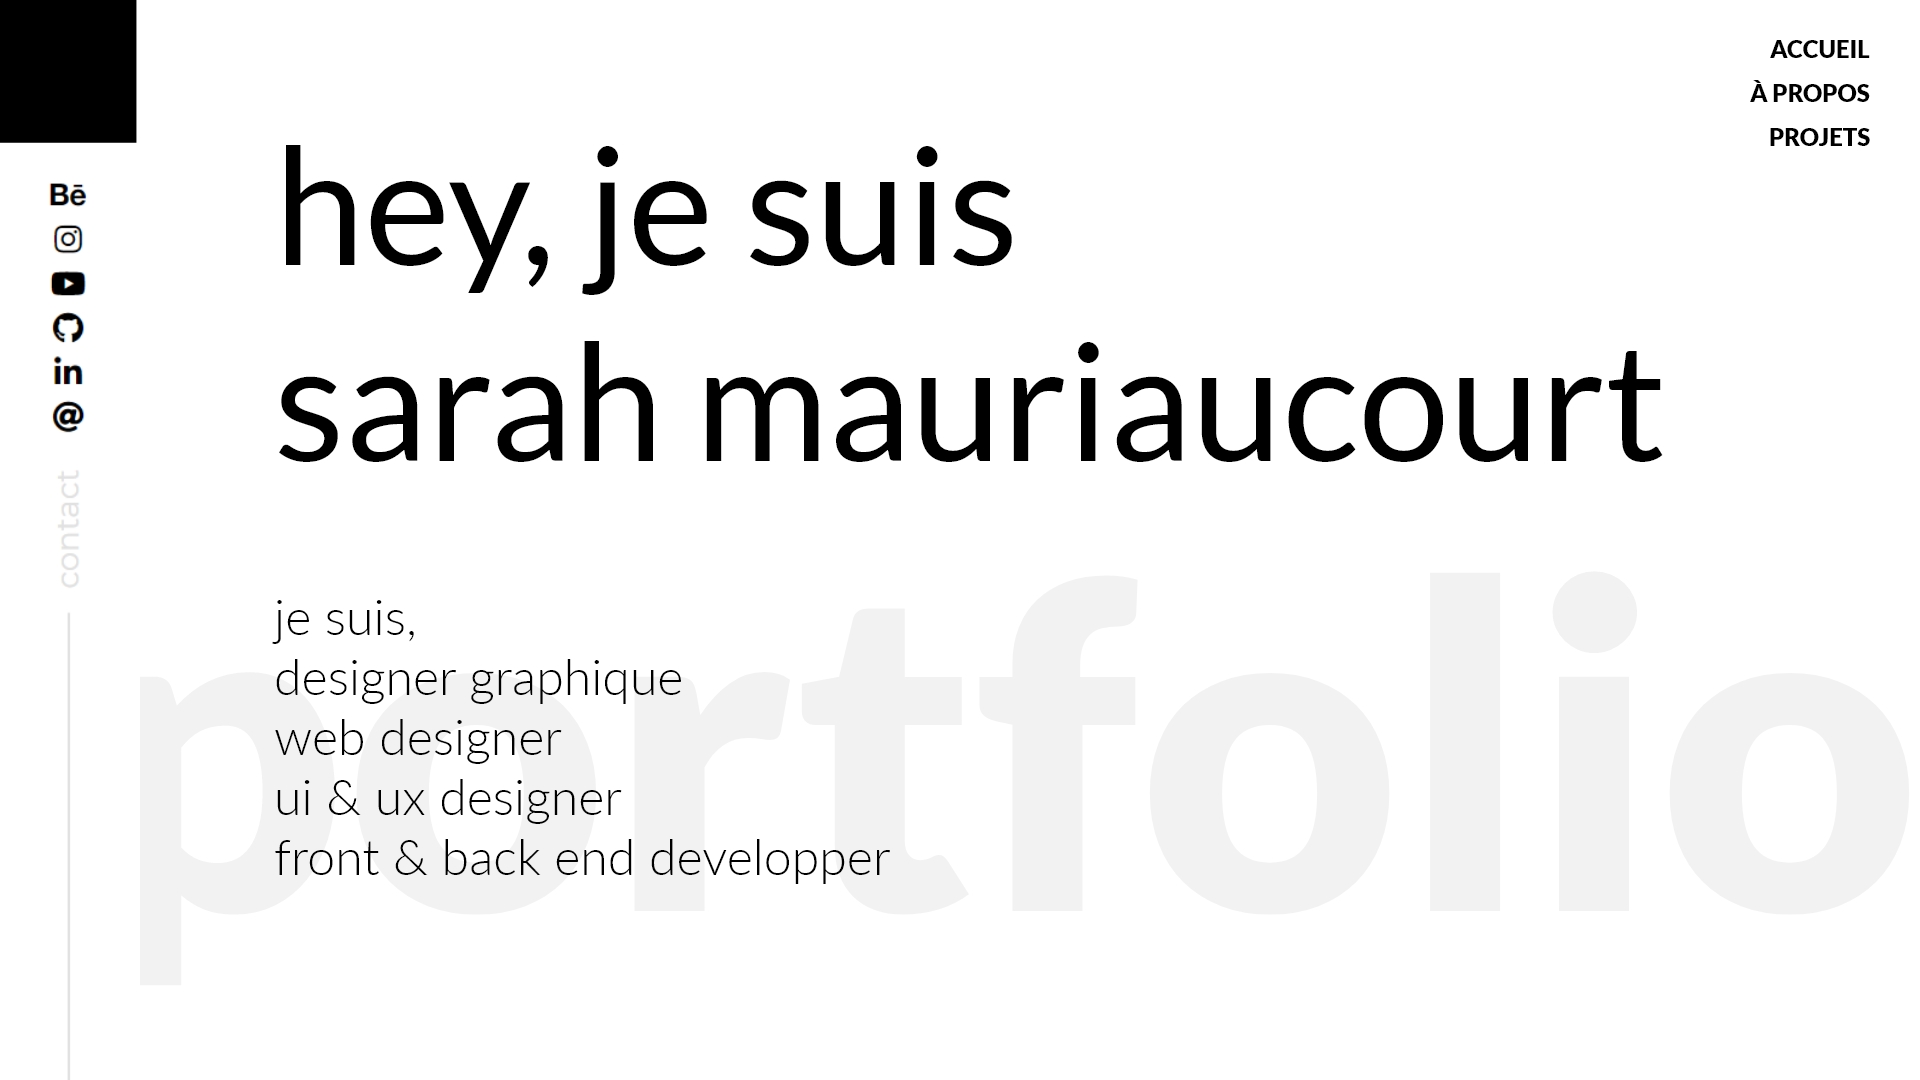 ACCUEIL
À PROPOS
PROJETS
hey, je suis
sarah mauriaucourt
Bē
in
@
contact
portfolio
je suis,
designer graphique
web designer
ui & ux designer
front & back end developper